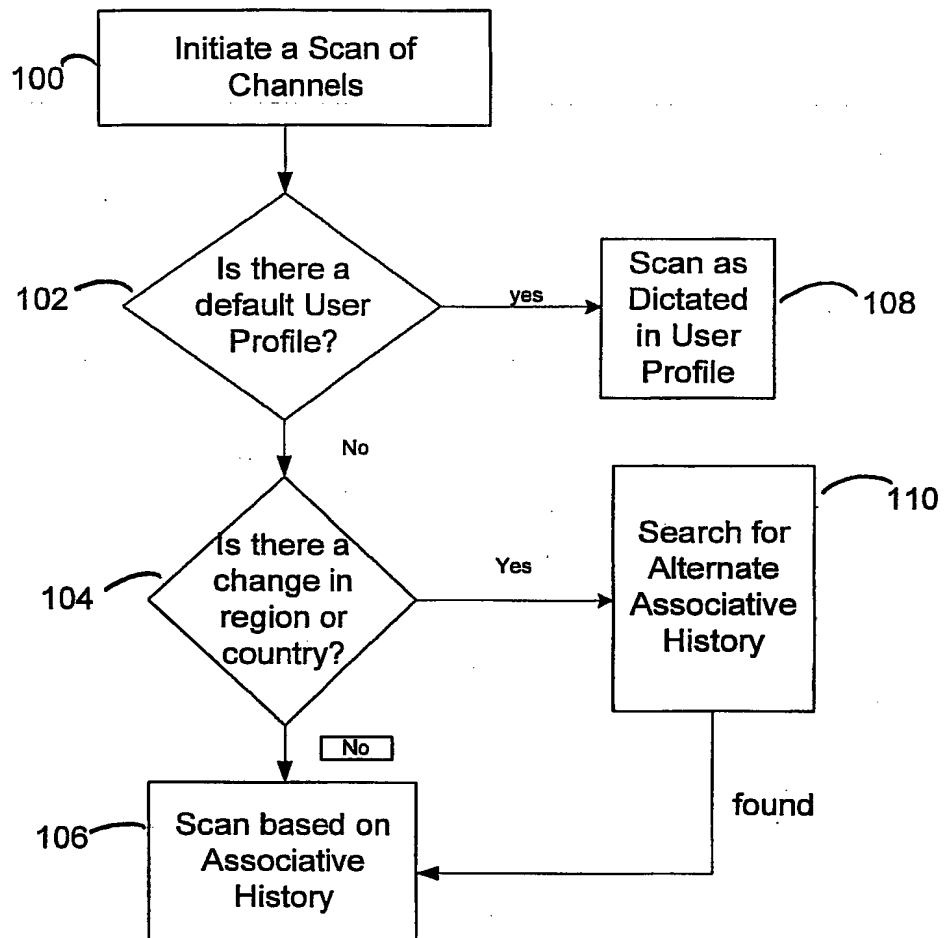 Initiate a Scan of
Channels
100
Is there a
default User
Profile?
102
yes
Scan as
Dictated
in User
Profile
108
No
Is there a
change in
region or
country?
104
Yes
Search for
Alternate
Associative
History
110
No
found
Scan based on
Associative
History
106